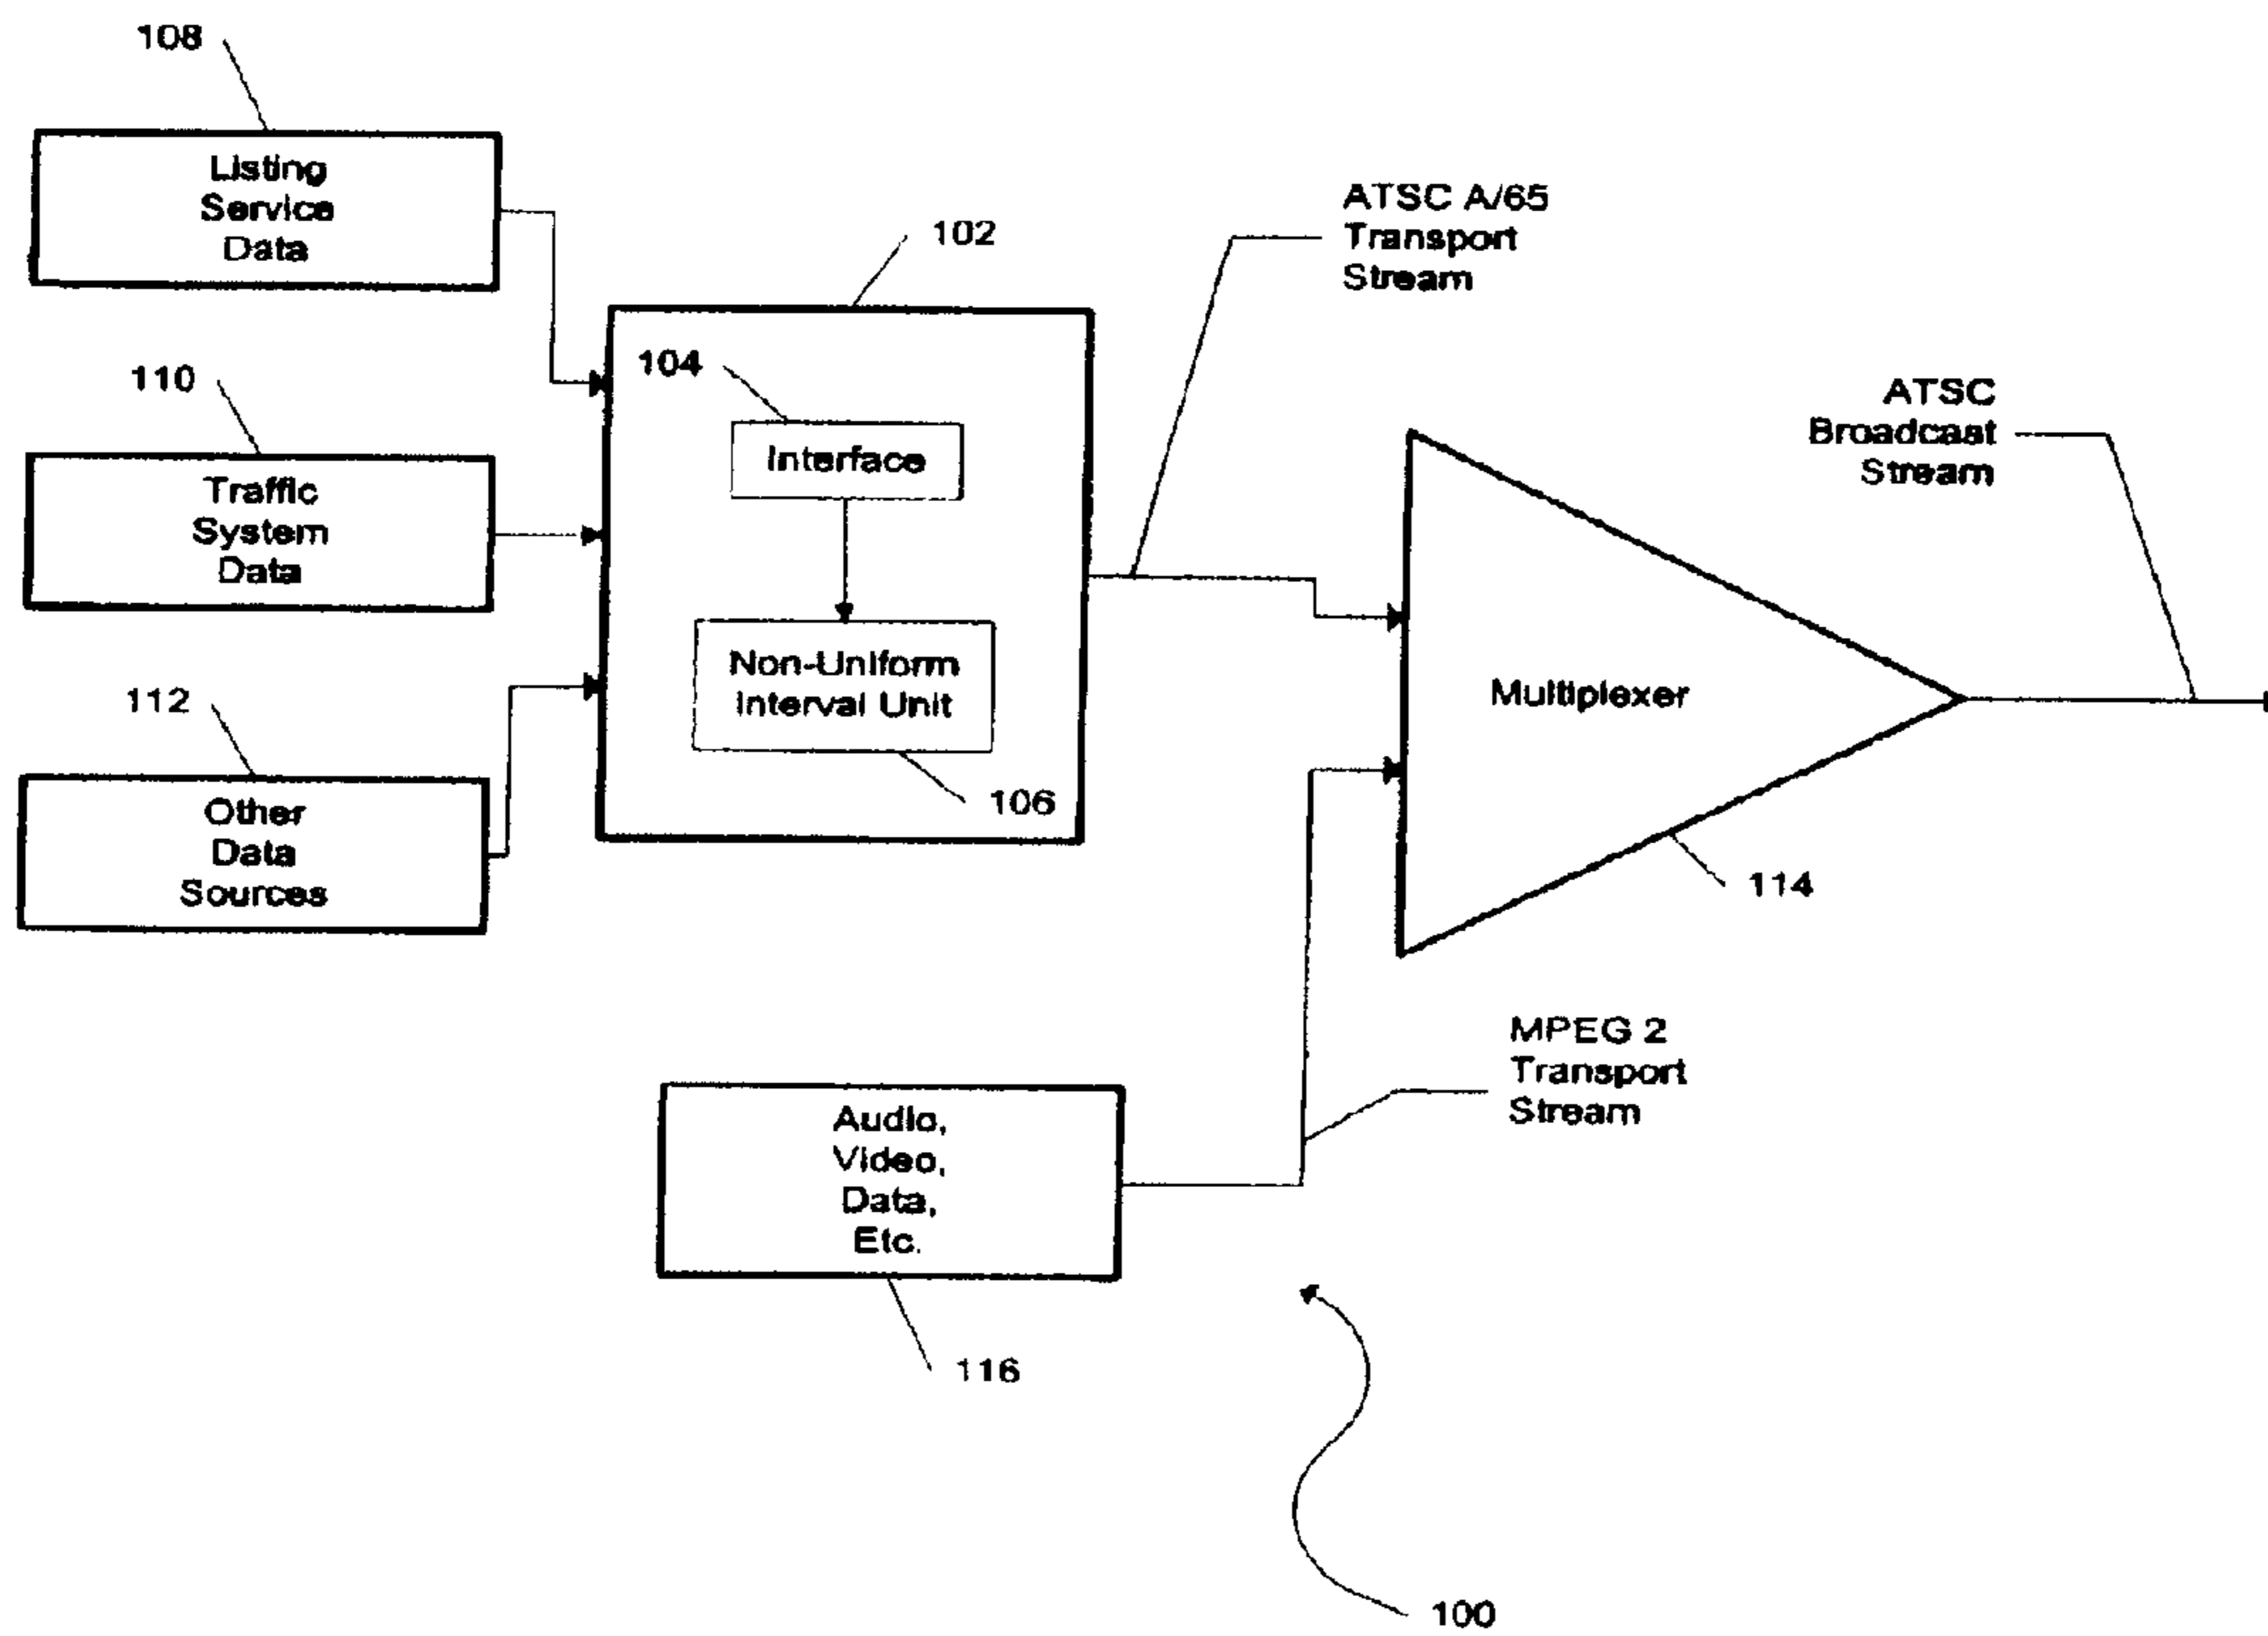 108
Listing
Service
Data
110
Traffic
System
Data
112
Other
Data
Sources
102
104
Interface
Non-Uniform
Interval Unit
106
ATSC A/65
Transport
Stream
ATSC
Broadcast
Stream
Multiplexer
114
MPEG 2
Transport
Stream
Audio,
Video,
Data,
Etc.
116
100